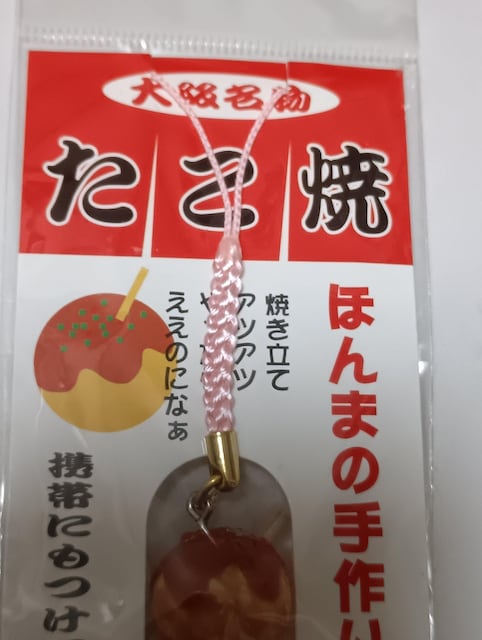 大阪名物
たこ焼
ほんまの手作り
焼き立て
アツアツ
ええのになぁ
携帯にもつけ